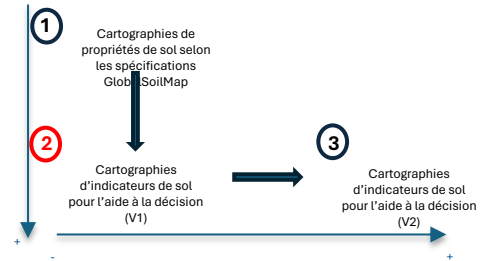 1
Cartographies de
propriétés de sol selon
les spécifications
GlobalSoilMap
2
3
Cartographies
d'indicateurs de sol
pour l'aide à la décision
(V1)
Cartographies
d'indicateurs de sol
pour l'aide à la décision
(V2)
+
-
+